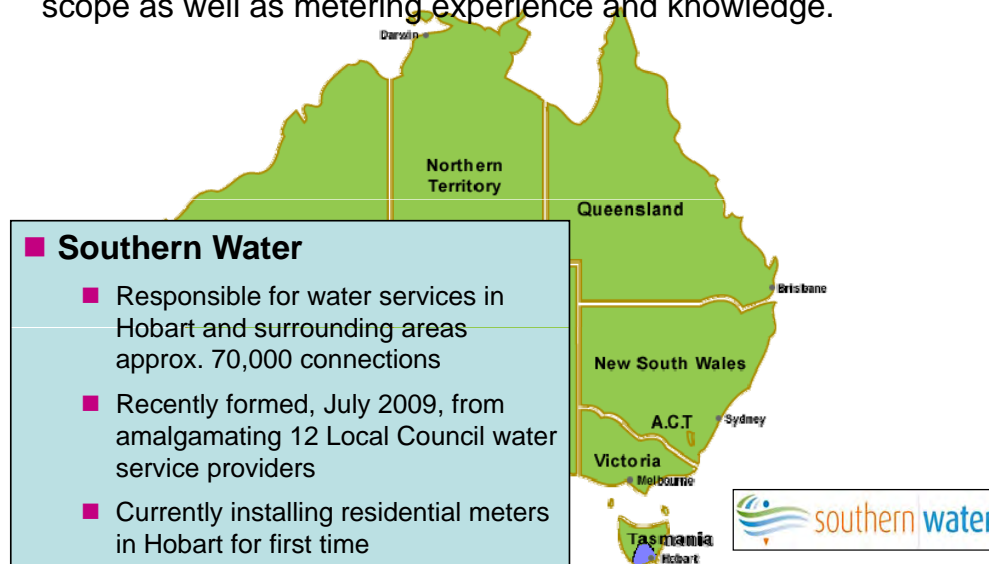 scope as well as metering experience and knowledge.
Darwin
Northern
Territory
Queensland
Southern Water
Responsible for water services in
Hobart and surrounding areas
approx. 70,000 connections
Recently formed, July 2009, from
amalgamating 12 Local Council water
service providers
Currently installing residential meters
in Hobart for first time
Brisbane
New South Wales
A.C.T
Sydney
Victoria
Melbourne
Tasmania
Hobart
southern water